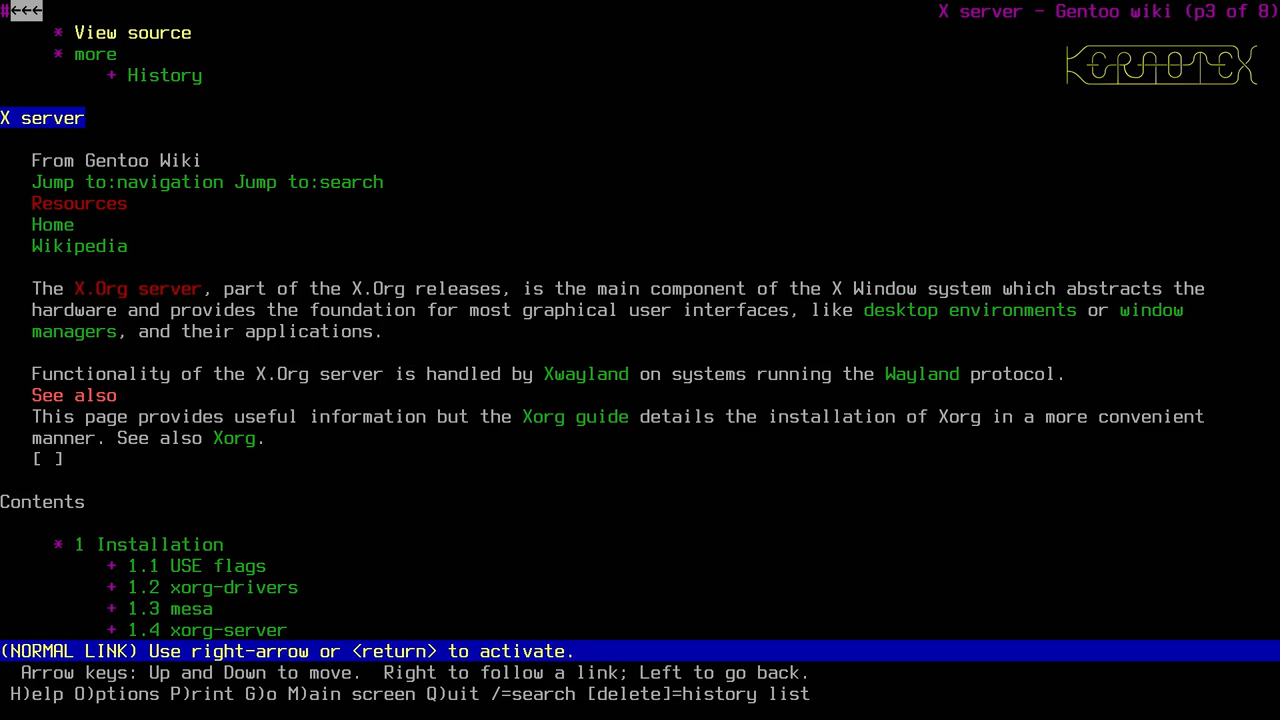 #←←← X server - Gentoo wiki (p3 of 8)
* View source
* more
+ History
KERNOTEX
X server
From Gentoo Wiki
Jump to:navigation Jump to:search
Resources
Home
Wikipedia
The X.Org server, part of the X.Org releases, is the main component of the X Window system which abstracts the
hardware and provides the foundation for most graphical user interfaces, like desktop environments or window
managers, and their applications.
Functionality of the X.Org server is handled by Xwayland on systems running the Wayland protocol.
See also
This page provides useful information but the Xorg guide details the installation of Xorg in a more convenient
manner. See also Xorg.
[ ]
Contents
* 1 Installation
+ 1.1 USE flags
+ 1.2 xorg-drivers
+ 1.3 mesa
+ 1.4 xorg-server
(NORMAL LINK) Use right-arrow or <return> to activate.
Arrow keys: Up and Down to move. Right to follow a link; Left to go back.
H)elp O)ptions P)rint G)o M)ain screen Q)uit /=search [delete]=history list